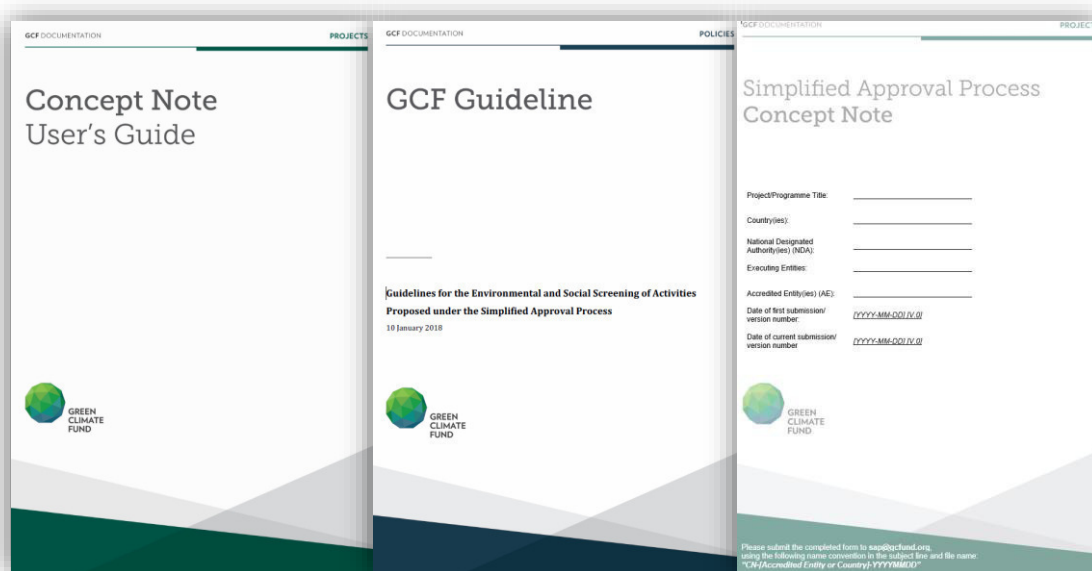 GCF DOCUMENTATION
PROJECTS
Concept Note
User's Guide
GREEN
CLIMATE
FUND
GCF DOCUMENTATION
POLICIES
GCF Guideline
Guidelines for the Environmental and Social Screening of Activities
Proposed under the Simplified Approval Process
10 January 2018
GREEN
CLIMATE
FUND
GCF DOCUMENTATION
PROJECT
Simplified Approval Process
Concept Note
Project/Programme Title:
Country(ies):
National Designated
Authority(ies) (NDA):
Executing Entities:
Accredited Entity(ies) (AE):
Date of first submission/
version number:
[YYYY-MM-DD] [V.0]
Date of current submission/
version number
[YYYY-MM-DD] [V.0]
GREEN
CLIMATE
FUND
Please submit the completed form to sap@gcfund.org,
using the following name convention in the subject line and file name:
"CN-[Accredited Entity or Country]-YYYYMMDD"